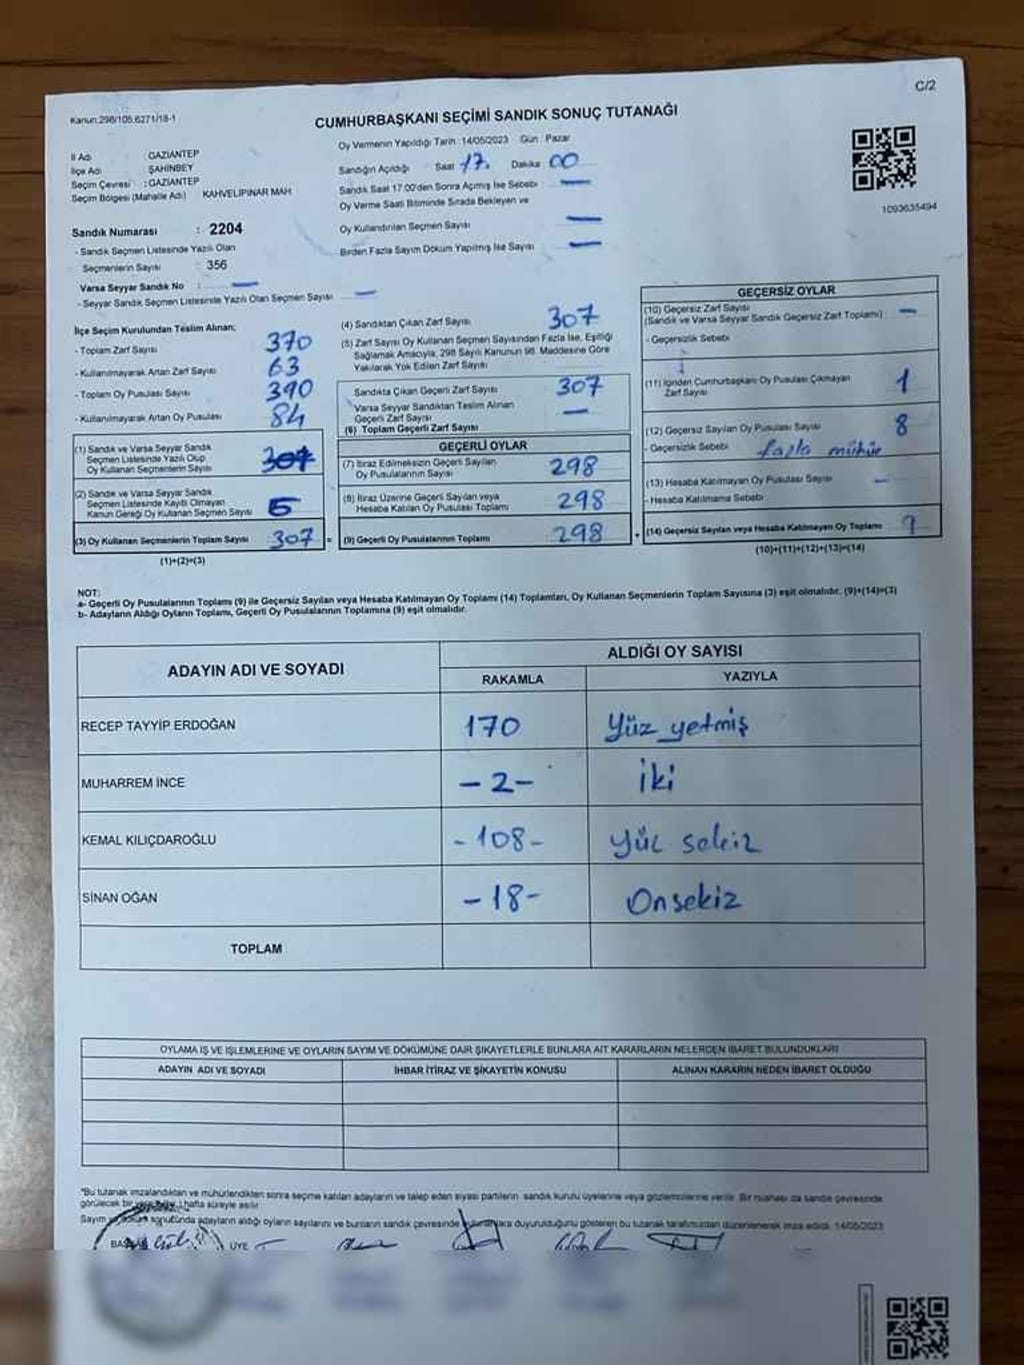 C/2
Kanun:298/105,6271/18-1
CUMHURBAŞKANI SEÇİMİ SANDIK SONUÇ TUTANAĞI
Oy Vermenin Yapıldığı Tarih :14/05/2023 Gün : Pazar
İl Adı : GAZİANTEP
İlçe Adı : ŞAHİNBEY
Seçim Çevresi : GAZİANTEP
Seçim Bölgesi (Mahalle Adı) : KAHVELİPINAR MAH.
Sandığın Açıldığı Saat 17. Dakika 00
Sandık Saat 17:00'den Sonra Açılmış İse Sebebi —
Oy Verme Saati Bitiminde Sırada Bekleyen ve
Oy Kullandırılan Seçmen Sayısı —
Birden Fazla Sayım Döküm Yapılmış İse Sayısı —
1093635494
Sandık Numarası : 2204
- Sandık Seçmen Listesinde Yazılı Olan
Seçmenlerin Sayısı : 356
Varsa Seyyar Sandık No : —
- Seyyar Sandık Seçmen Listesinde Yazılı Olan Seçmen Sayısı : —
İlçe Seçim Kurulundan Teslim Alınan;
- Toplam Zarf Sayısı 370
- Kullanılmayarak Artan Zarf Sayısı 63
- Toplam Oy Pusulası Sayısı 390
- Kullanılmayarak Artan Oy Pusulası 84
(1) Sandık ve Varsa Seyyar Sandık
Seçmen Listesinde Yazılı Olup
Oy Kullanan Seçmenlerin Sayısı
(2) Sandık ve Varsa Seyyar Sandık
Seçmen Listesinde Kayıtlı Olmayan
Kanun Gereği Oy Kullanan Seçmen Sayısı 5
(3) Oy Kullanan Seçmenlerin Toplam Sayısı 307 =
(1)+(2)=(3)
(4) Sandıktan Çıkan Zarf Sayısı 307
(5) Zarf Sayısı Oy Kullanan Seçmen Sayısından Fazla İse, Eşitliği
Sağlamak Amacıyla, 298 Sayılı Kanunun 98. Maddesine Göre
Yakılarak Yok Edilen Zarf Sayısı
Sandıkta Çıkan Geçerli Zarf Sayısı 307
Varsa Seyyar Sandıktan Teslim Alınan
Geçerli Zarf Sayısı —
(6) Toplam Geçerli Zarf Sayısı
GEÇERLİ OYLAR
(7) İtiraz Edilmeksizin Geçerli Sayılan
Oy Pusulalarının Sayısı 298
(8) İtiraz Üzerine Geçerli Sayılan veya
Hesaba Katılan Oy Pusulası Toplamı 298
(9) Geçerli Oy Pusulalarının Toplamı 298 +
GEÇERSİZ OYLAR
(10) Geçersiz Zarf Sayısı
(Sandık ve Varsa Seyyar Sandık Geçersiz Zarf Toplamı) —
- Geçersizlik Sebebi
(11) İçinden Cumhurbaşkanı Oy Pusulası Çıkmayan
Zarf Sayısı 1
(12) Geçersiz Sayılan Oy Pusulası Sayısı 8
- Geçersizlik Sebebi fazla mühür
(13) Hesaba Katılmayan Oy Pusulası Sayısı —
- Hesaba Katılmama Sebebi
(14) Geçersiz Sayılan veya Hesaba Katılmayan Oy Toplamı 9
(10)+(11)+(12)+(13)=(14)
NOT:
a- Geçerli Oy Pusulalarının Toplamı (9) ile Geçersiz Sayılan veya Hesaba Katılmayan Oy Toplamı (14) Toplamları, Oy Kullanan Seçmenlerin Toplam Sayısına (3) eşit olmalıdır. (9)+(14)=(3)
b- Adayların Aldığı Oyların Toplamı, Geçerli Oy Pusulalarının Toplamına (9) eşit olmalıdır.
ADAYIN ADI VE SOYADI
ALDIĞI OY SAYISI
RAKAMLA YAZIYLA
RECEP TAYYİP ERDOĞAN 170 Yüz yetmiş
MUHARREM İNCE -2- iki
KEMAL KILIÇDAROĞLU -108- yüz sekiz
SİNAN OĞAN -18- Onsekiz
TOPLAM
OYLAMA İŞ VE İŞLEMLERİNE VE OYLARIN SAYIM VE DÖKÜMÜNE DAİR ŞİKAYETLERLE BUNLARA AİT KARARLARIN NELERDEN İBARET BULUNDUKLARI
ADAYIN ADI VE SOYADI İHBAR İTİRAZ VE ŞİKAYETİN KONUSU ALINAN KARARIN NEDEN İBARET OLDUĞU
"Bu tutanak imzalandıktan ve mühürlendikten sonra seçime katılan adayların ve talep eden siyasi partilerin sandık kurulu üyelerine veya gözlemcilerine verilir. Bir nüshası da sandık çevresinde
görülecek bir yere bir hafta süreyle asılır.
Sayım ve döküm sonucunda adayların aldığı oyların sayılarını ve bunların sandık çevresinde bulunanlara duyurulduğunu gösteren bu tutanak tarafımızdan düzenlenerek imza edildi. 14/05/2023
BAŞKAN ÜYE